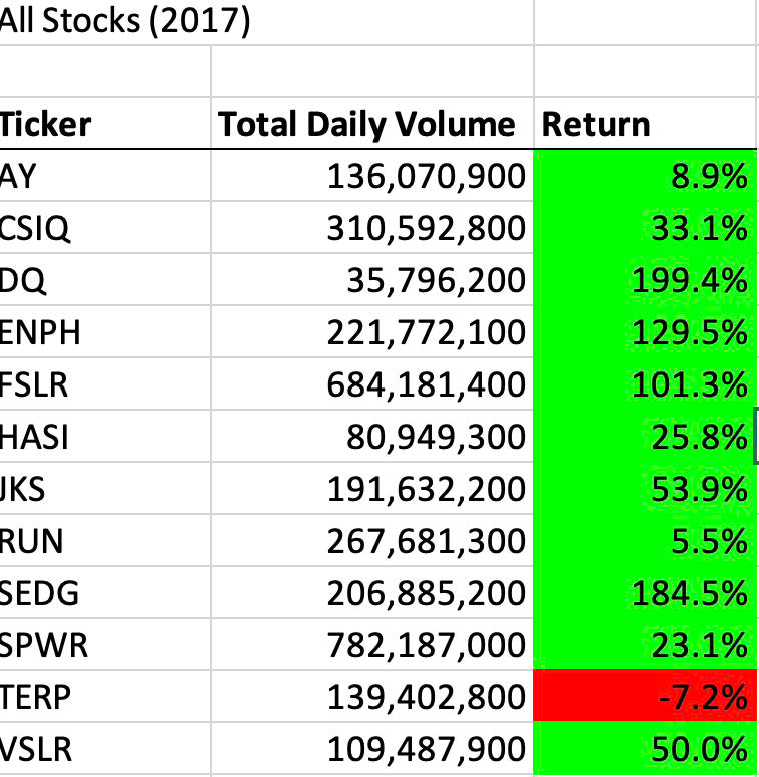 All Stocks (2017)
Ticker Total Daily Volume Return
AY 136,070,900 8.9%
CSIQ 310,592,800 33.1%
DQ 35,796,200 199.4%
ENPH 221,772,100 129.5%
FSLR 684,181,400 101.3%
HASI 80,949,300 25.8%
JKS 191,632,200 53.9%
RUN 267,681,300 5.5%
SEDG 206,885,200 184.5%
SPWR 782,187,000 23.1%
TERP 139,402,800 -7.2%
VSLR 109,487,900 50.0%